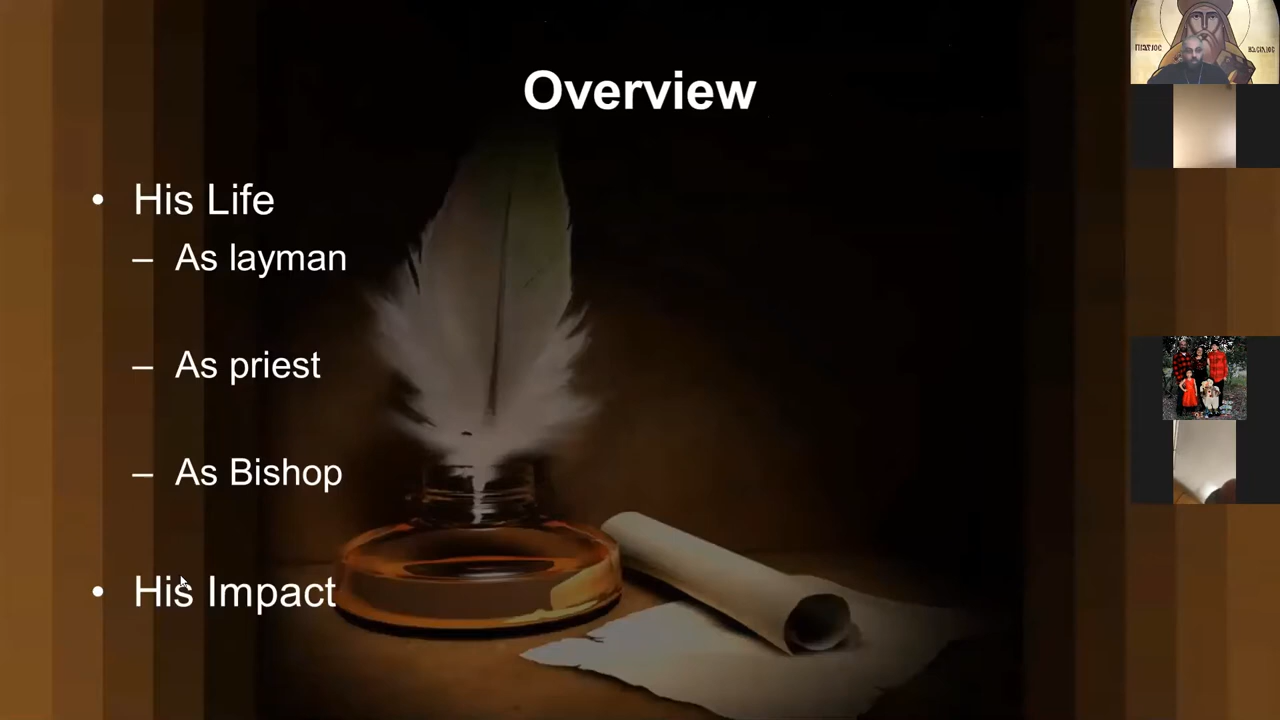 Overview
• His Life
– As layman
– As priest
– As Bishop
• His Impact